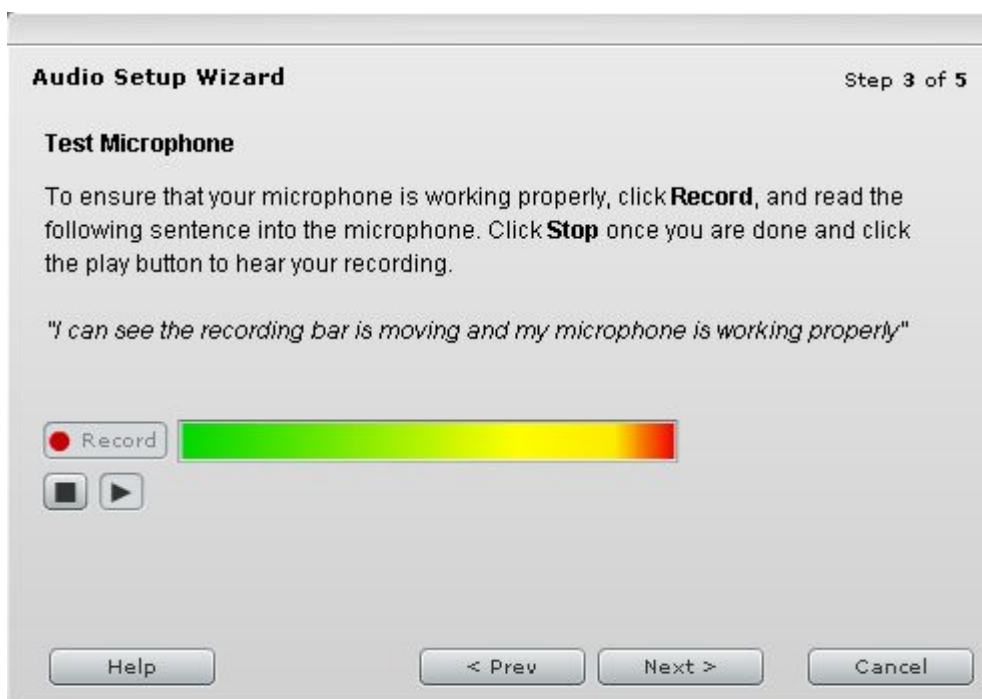 Audio Setup Wizard
Step 3 of 5
Test Microphone
To ensure that your microphone is working properly, click Record, and read the
following sentence into the microphone. Click Stop once you are done and click
the play button to hear your recording.
"I can see the recording bar is moving and my microphone is working properly"
Record
Help
< Prev
Next >
Cancel